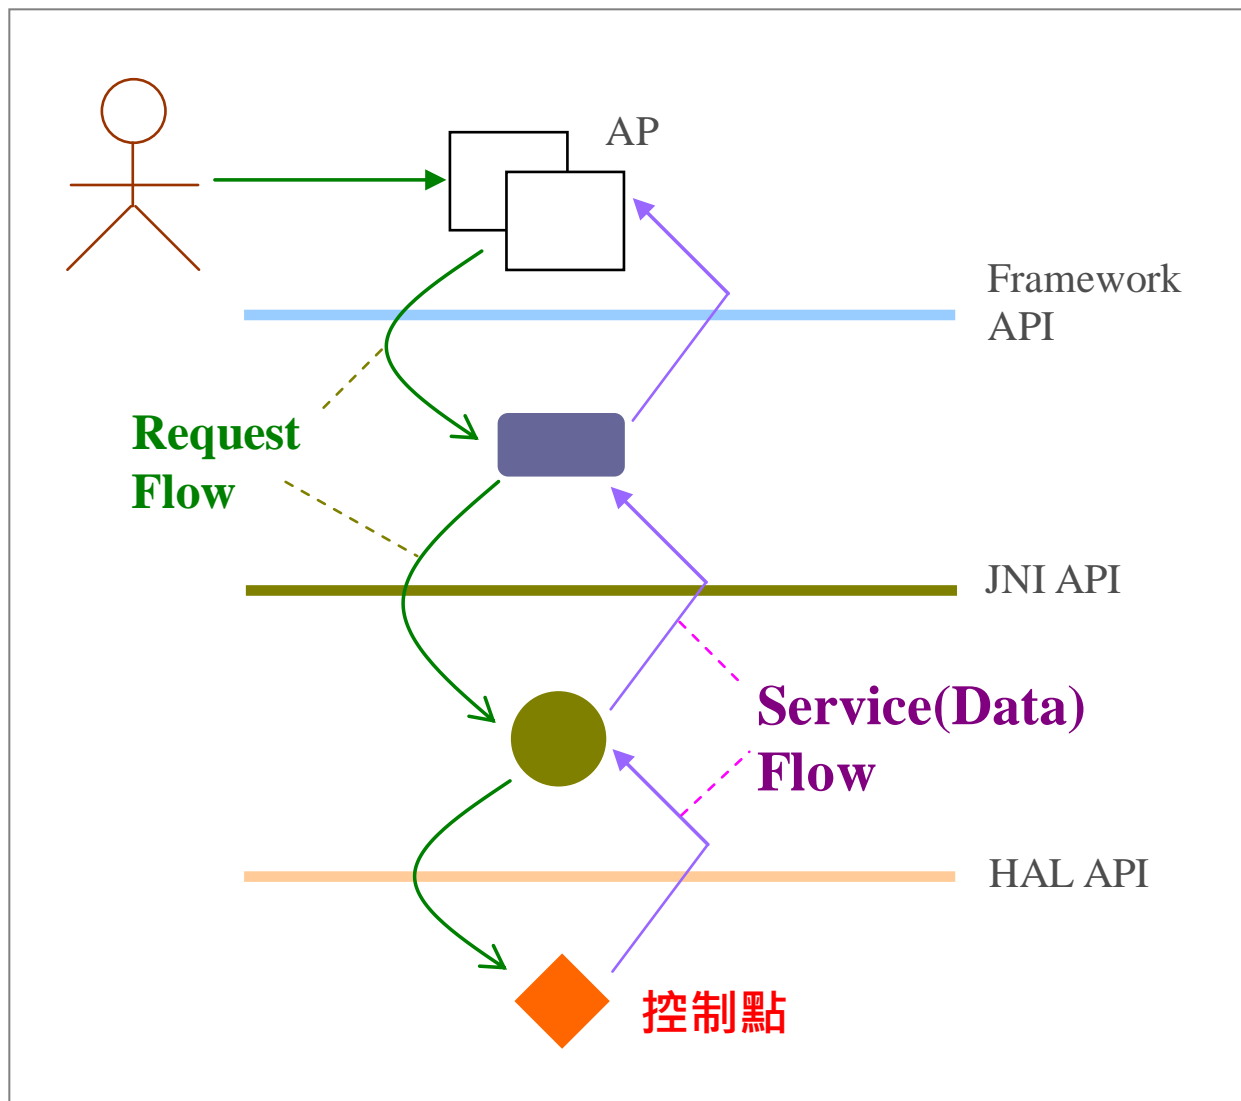 AP
Framework
API
Request
Flow
JNI API
Service(Data)
Flow
HAL API
控制點